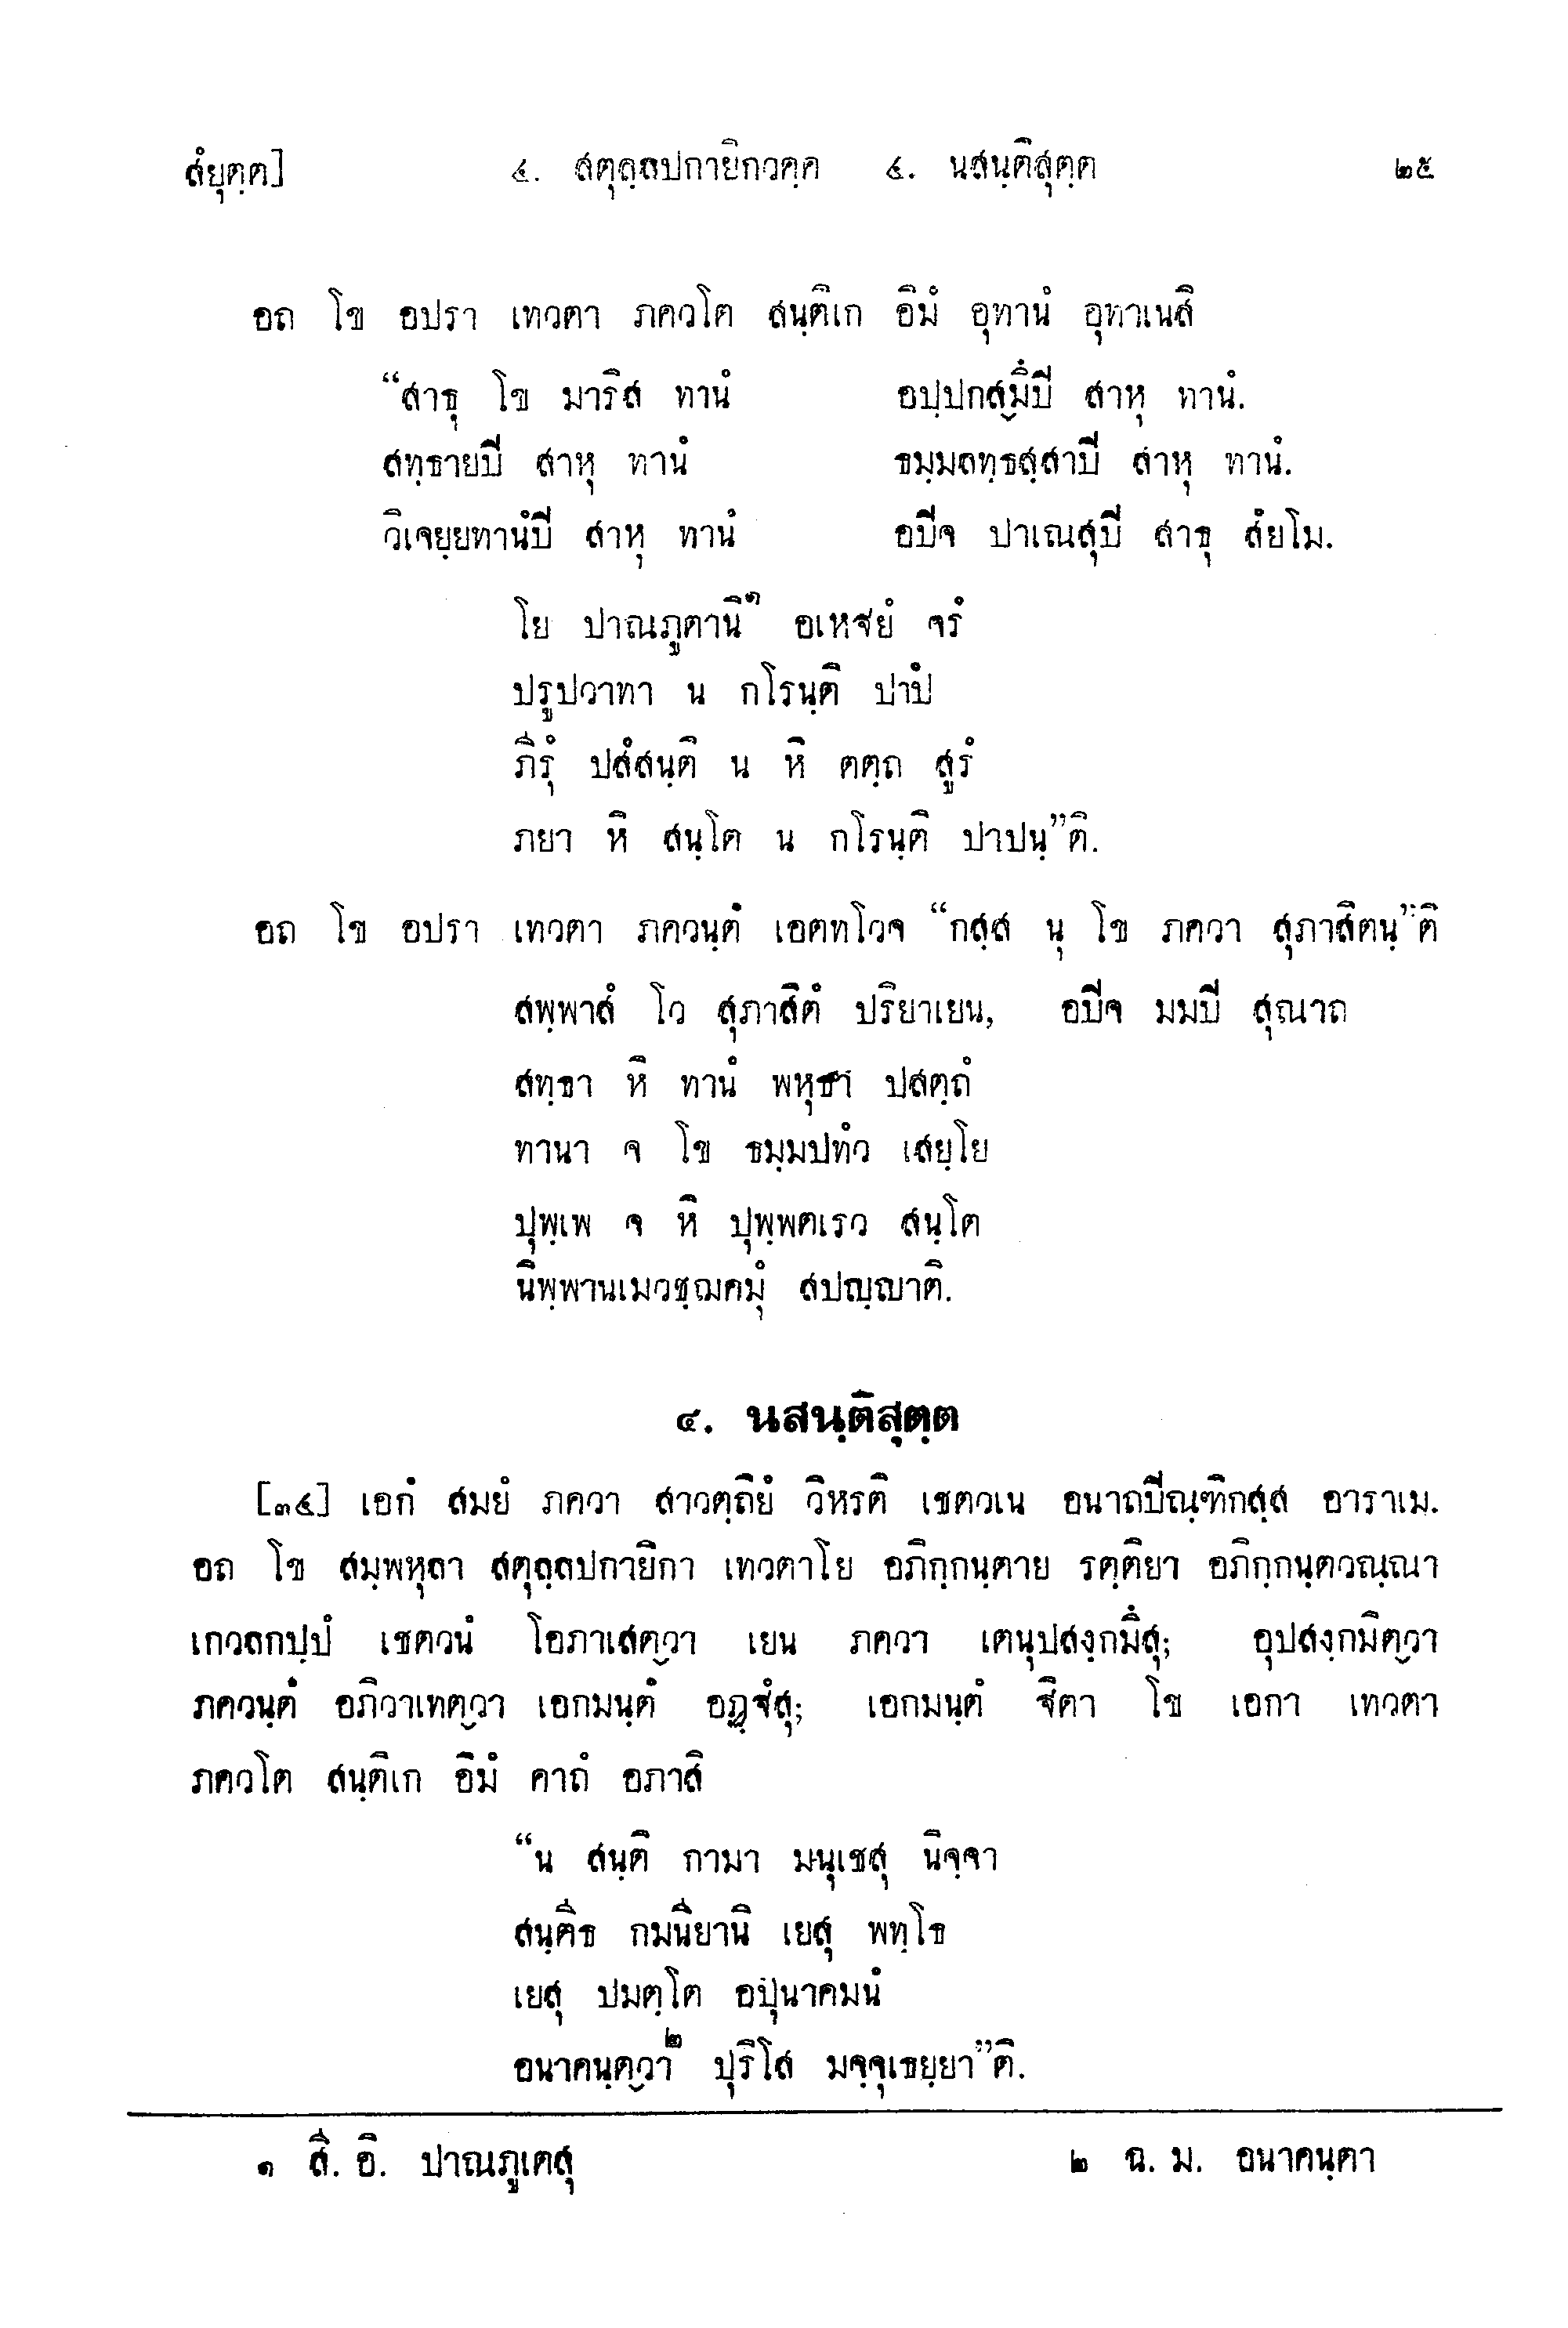 สํยุตฺต]  ๔. สตุลฺลปกายิกวคฺค  ๔. นสนฺติสุตฺต  ๒๕
อถ โข อปรา เทวตา ภควโต สนฺติเก อิมํ อุทานํ อุทาเนสิ
“สาธุ โข มาริส ทานํ  อปฺปกสฺมิํปี สาหุ ทานํ.
สทฺธายปี สาหุ ทานํ  ธมฺมลทฺธสฺสาปี สาหุ ทานํ.
วิเจยฺยทานํปี สาหุ ทานํ  อปีจ ปาเณสุปี สาธุ สํยโม.
โย ปาณภูตานิ๑ อเหฐยํ จรํ
ปรูปวาทา น กโรนฺติ ปาปํ
ภีรุํ ปสํสนฺติ น หิ ตตฺถ สูรํ
ภยา หิ สนฺโต น กโรนฺติ ปาปนฺ”ติ.
อถ โข อปรา เทวตา ภควนฺตํ เอตทโวจ “กสฺส นุ โข ภควา สุภาสิตนฺ”ติ
สพฺพาสํ โว สุภาสิตํ ปริยาเยน, อปีจ มมปี สุณาถ
สทฺธา หิ ทานํ พหุธา ปสตฺถํ
ทานา จ โข ธมฺมปทํว เสยฺโย
ปุพฺเพ จ หิ ปุพฺพตเรว สนฺโต
นิพฺพานเมวชฺฌคมุํ สปญฺญาติ.
๔. นสนฺติสุตฺต
[๓๔] เอกํ สมยํ ภควา สาวตฺถิยํ วิหรติ เชตวเน อนาถปีณฺฑิกสฺส อาราเม.
อถ โข สมฺพหุลา สตุลฺลปกายิกา เทวตาโย อภิกฺกนฺตาย รตฺติยา อภิกฺกนฺตวณฺณา
เกวลกปฺปํ เชตวนํ โอภาเสตฺวา เยน ภควา เตนุปสงฺกมิํสุ; อุปสงฺกมิตฺวา
ภควนฺตํ อภิวาเทตฺวา เอกมนฺตํ อฏฺฐํสุ; เอกมนฺตํ ฐิตา โข เอกา เทวตา
ภควโต สนฺติเก อิมํ คาถํ อภาสิ
“น สนฺติ กามา มนุเชสุ นิจฺจา
สนฺตีธ กมนียานิ เยสุ พทฺโธ
เยสุ ปมตฺโต อปุนาคมนํ
อนาคนฺตฺวา๒ ปุริโส มจฺจุเธยฺยา”ติ.
๑ สี. อิ. ปาณภูเตสุ  ๒ ฉ. ม. อนาคนฺตา